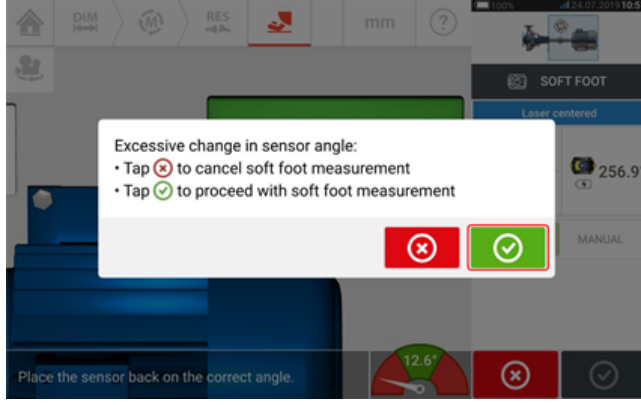 100% 24.07.2019 10:5
DIM
M
RES
mm
?
SOFT FOOT
Laser centered
Excessive change in sensor angle:
• Tap to cancel soft foot measurement
• Tap to proceed with soft foot measurement
256.9°
MANUAL
Place the sensor back on the correct angle.
12.6°